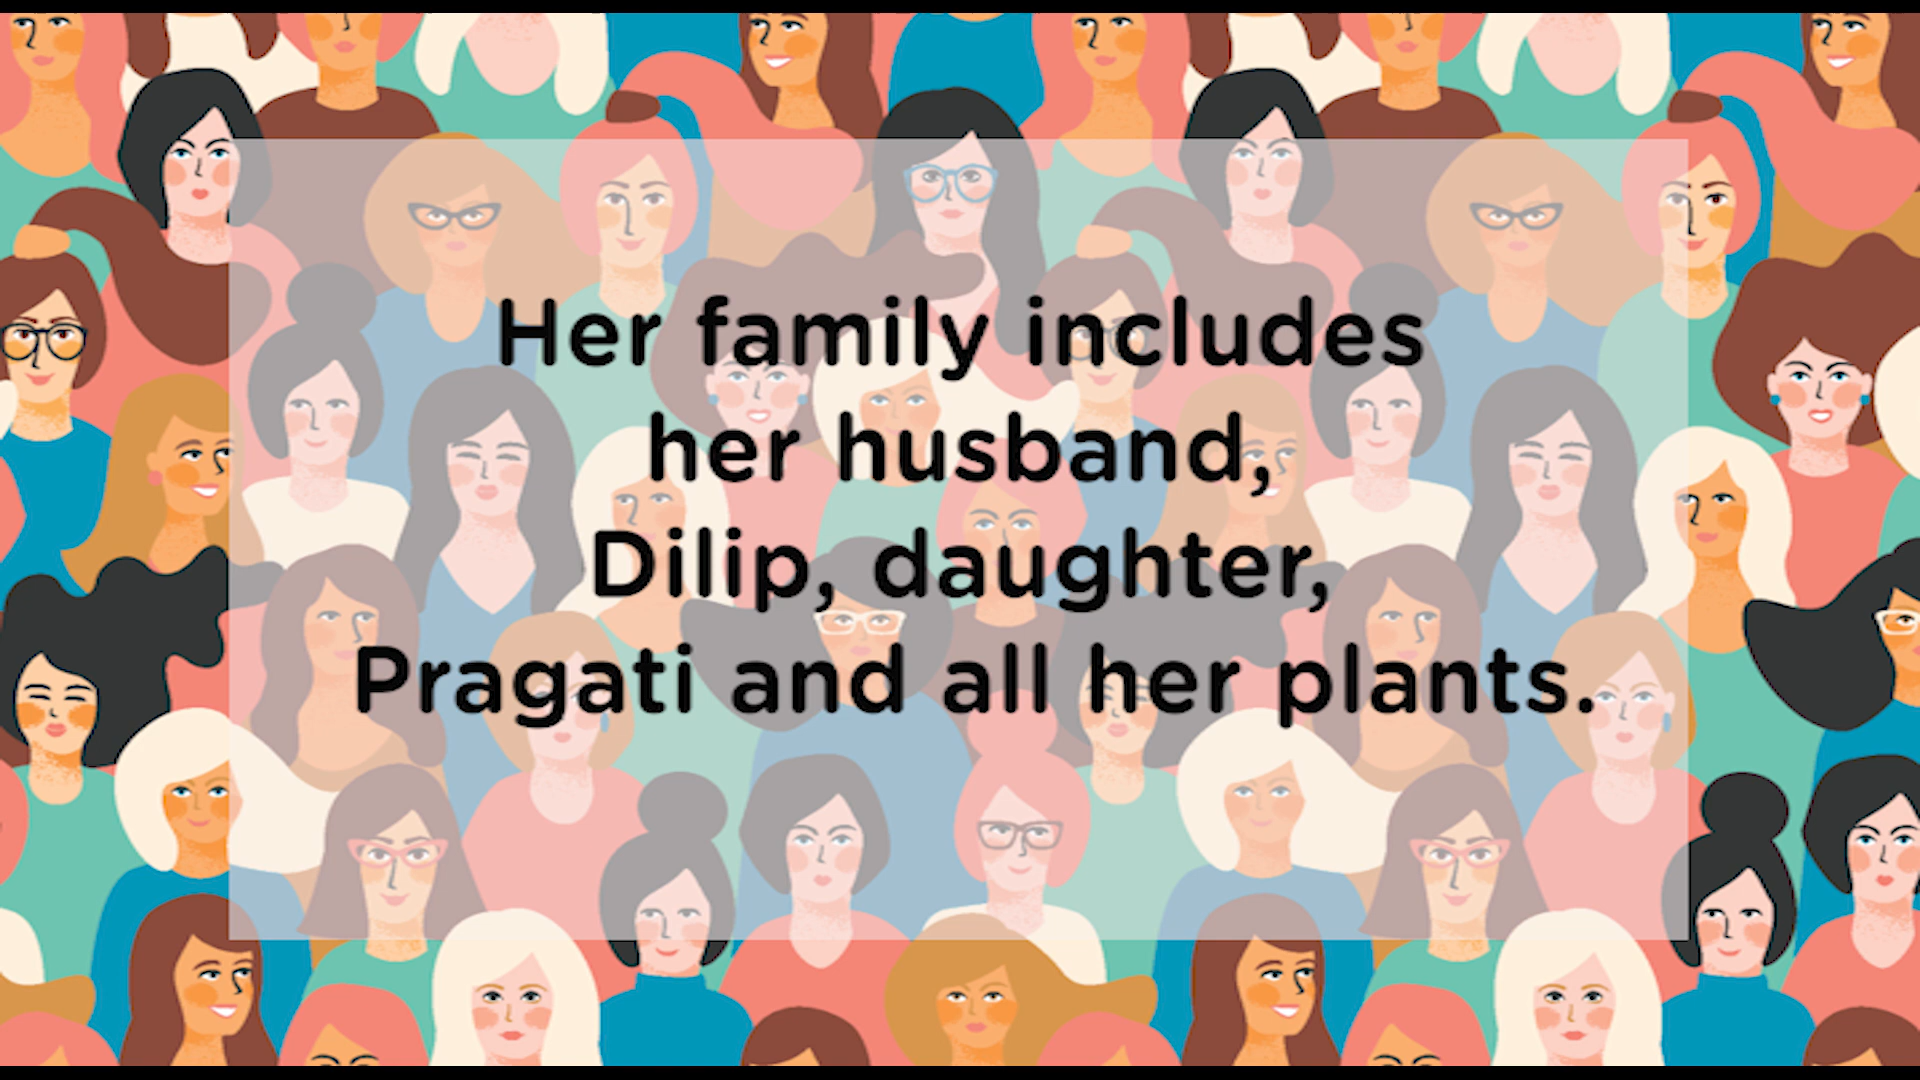 Her family includes
her husband,
Dilip, daughter,
Pragati and all her plants.